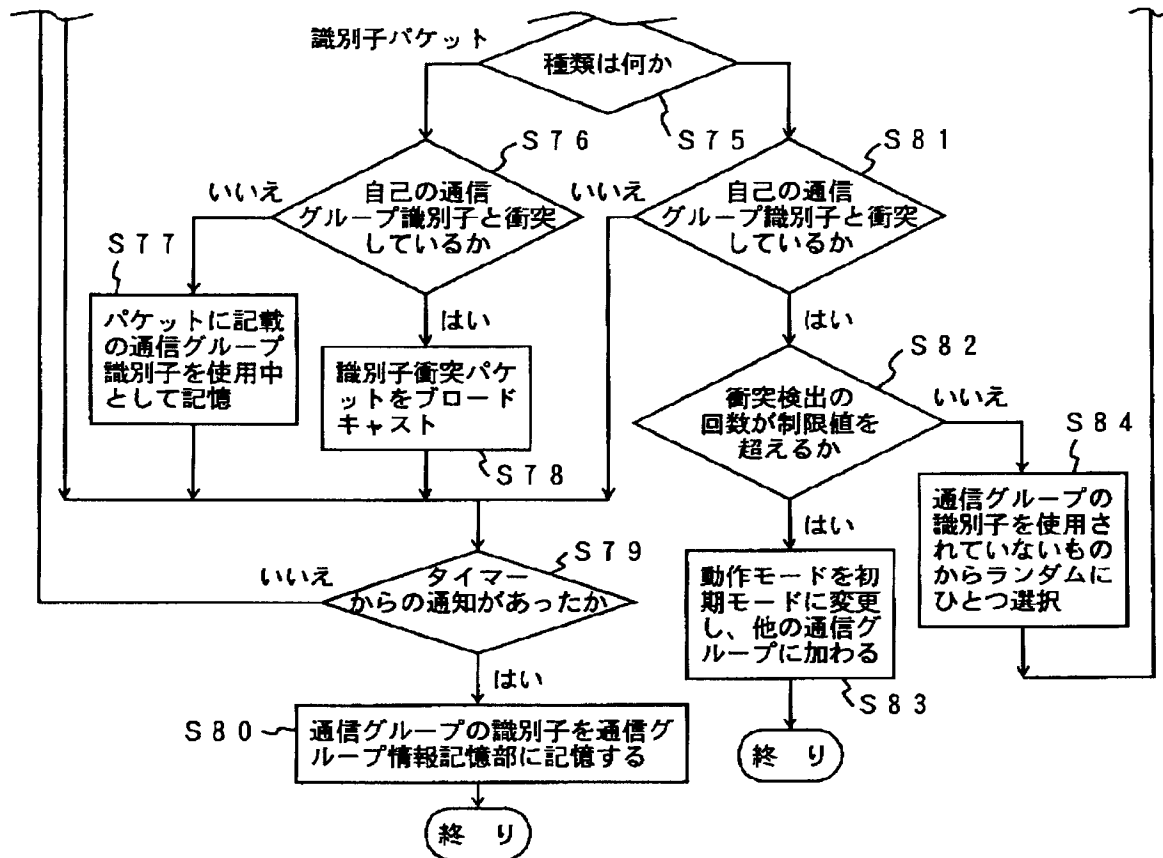 識別子パケット
種類は何か
S75
S76
いいえ
自己の通信
グループ識別子と衝突
しているか
はい
S77
パケットに記載
の通信グループ
識別子を使用中
として記憶
識別子衝突パケ
ットをブロード
キャスト
S78
S81
いいえ
自己の通信
グループ識別子と衝突
しているか
はい
S82
衝突検出の
回数が制限値を
超えるか
いいえ
はい
S84
通信グループの
識別子を使用され
ていないもの
からランダムに
ひとつ選択
動作モードを初
期モードに変更
し、他の通信グ
ループに加わる
S83
終り
S79
いいえ
タイマー
からの通知があったか
はい
S80
通信グループの識別子を通信グ
ループ情報記憶部に記憶する
終り